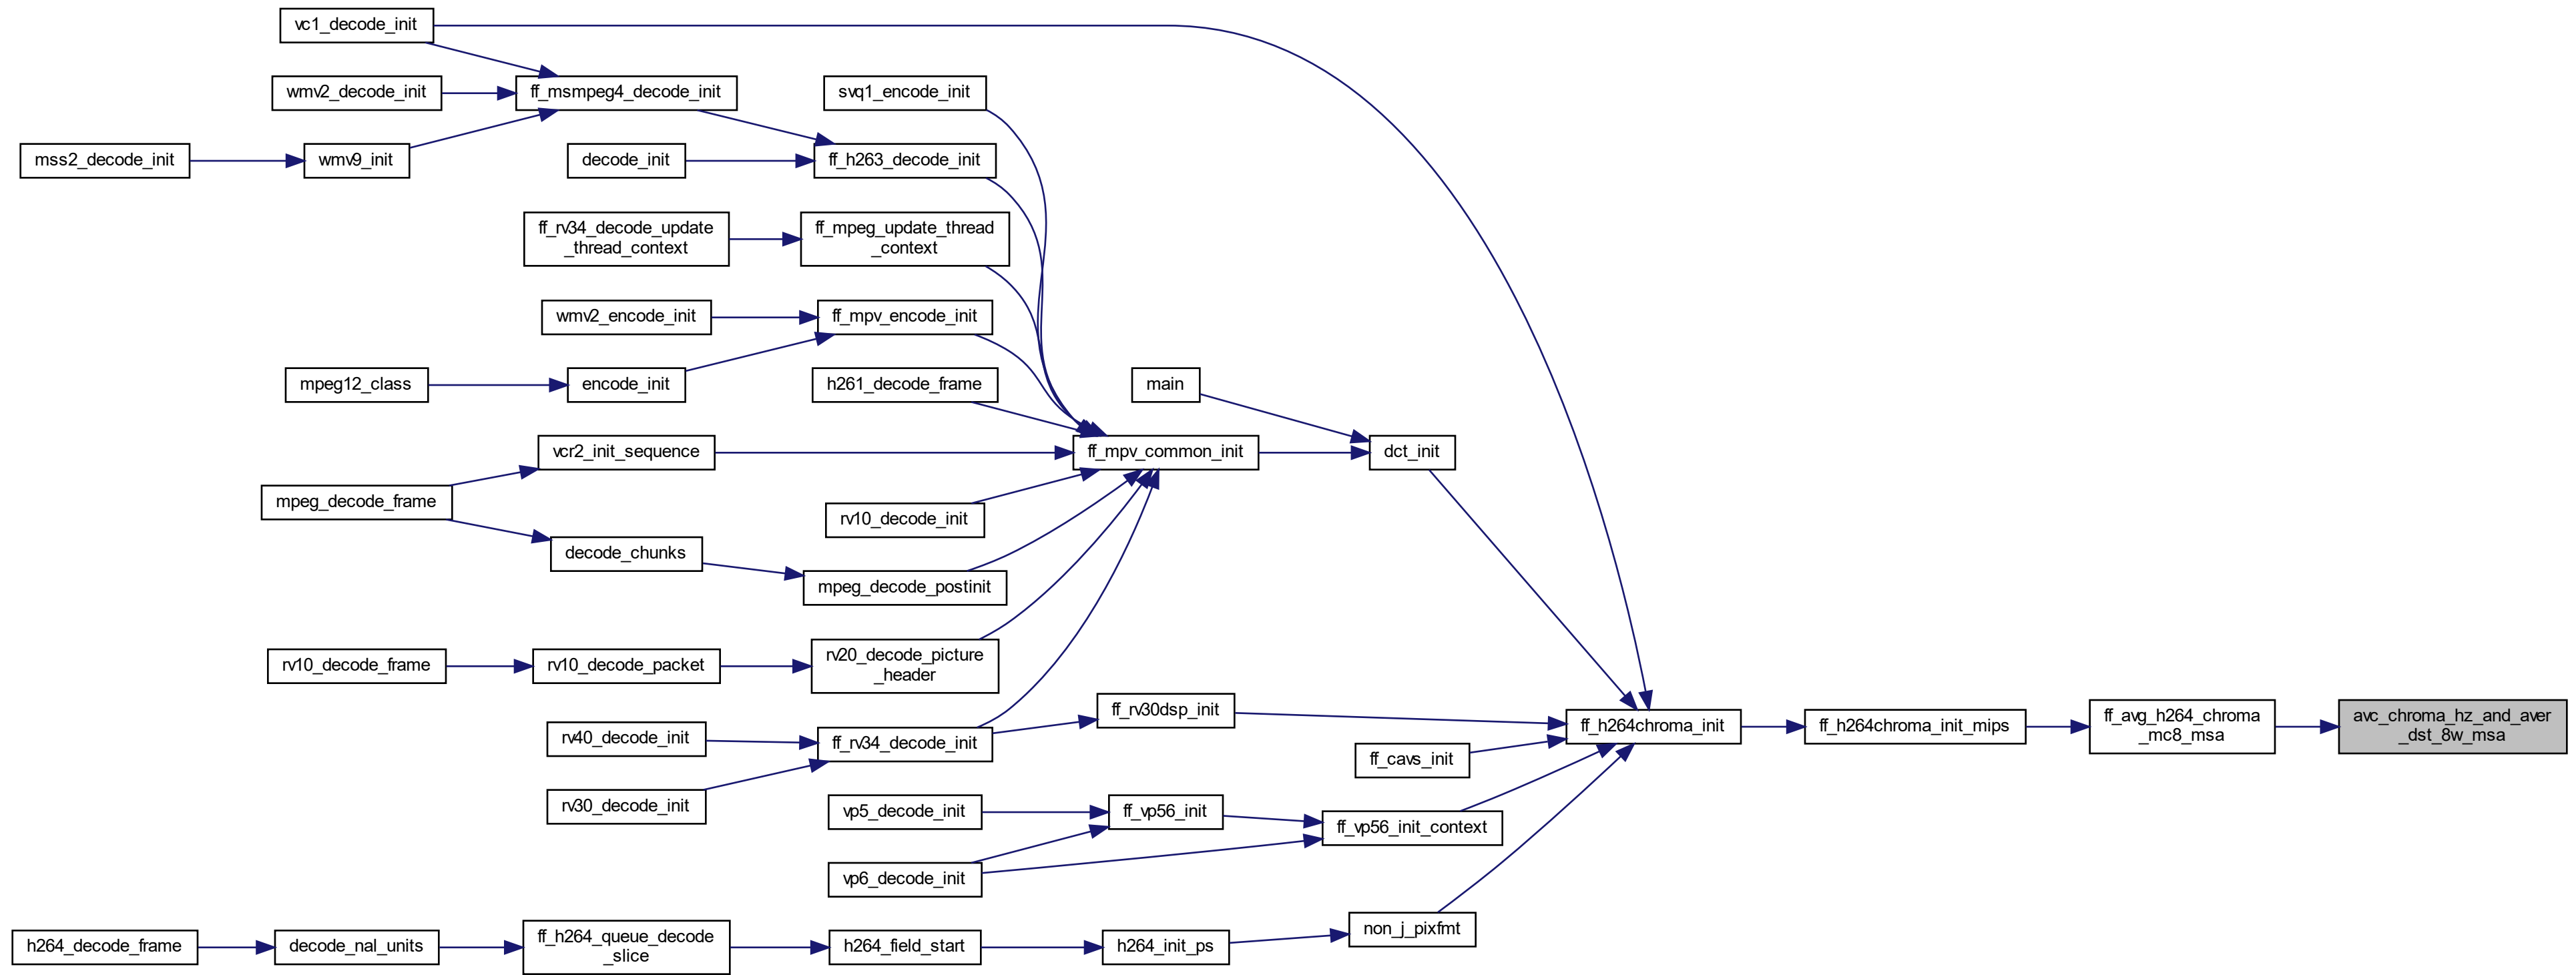 vc1_decode_init
wmv2_decode_init
ff_msmpeg4_decode_init
svq1_encode_init
mss2_decode_init
wmv9_init
decode_init
ff_h263_decode_init
ff_rv34_decode_update
_thread_context
ff_mpeg_update_thread
_context
wmv2_encode_init
ff_mpv_encode_init
mpeg12_class
encode_init
h261_decode_frame
main
vcr2_init_sequence
ff_mpv_common_init
dct_init
mpeg_decode_frame
rv10_decode_init
decode_chunks
mpeg_decode_postinit
rv10_decode_frame
rv10_decode_packet
rv20_decode_picture
_header
ff_rv30dsp_init
rv40_decode_init
ff_rv34_decode_init
ff_h264chroma_init
ff_h264chroma_init_mips
ff_avg_h264_chroma
_mc8_msa
avc_chroma_hz_and_aver
_dst_8w_msa
ff_cavs_init
rv30_decode_init
vp5_decode_init
ff_vp56_init
ff_vp56_init_context
vp6_decode_init
h264_decode_frame
decode_nal_units
ff_h264_queue_decode
_slice
h264_field_start
h264_init_ps
non_j_pixfmt